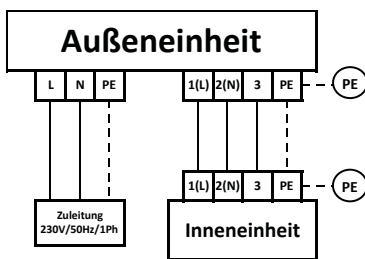 Außeneinheit
L N PE 1(L) 2(N) 3 PE PE
1(L) 2(N) 3 PE PE
Zuleitung
230V/50Hz/1Ph
Inneneinheit